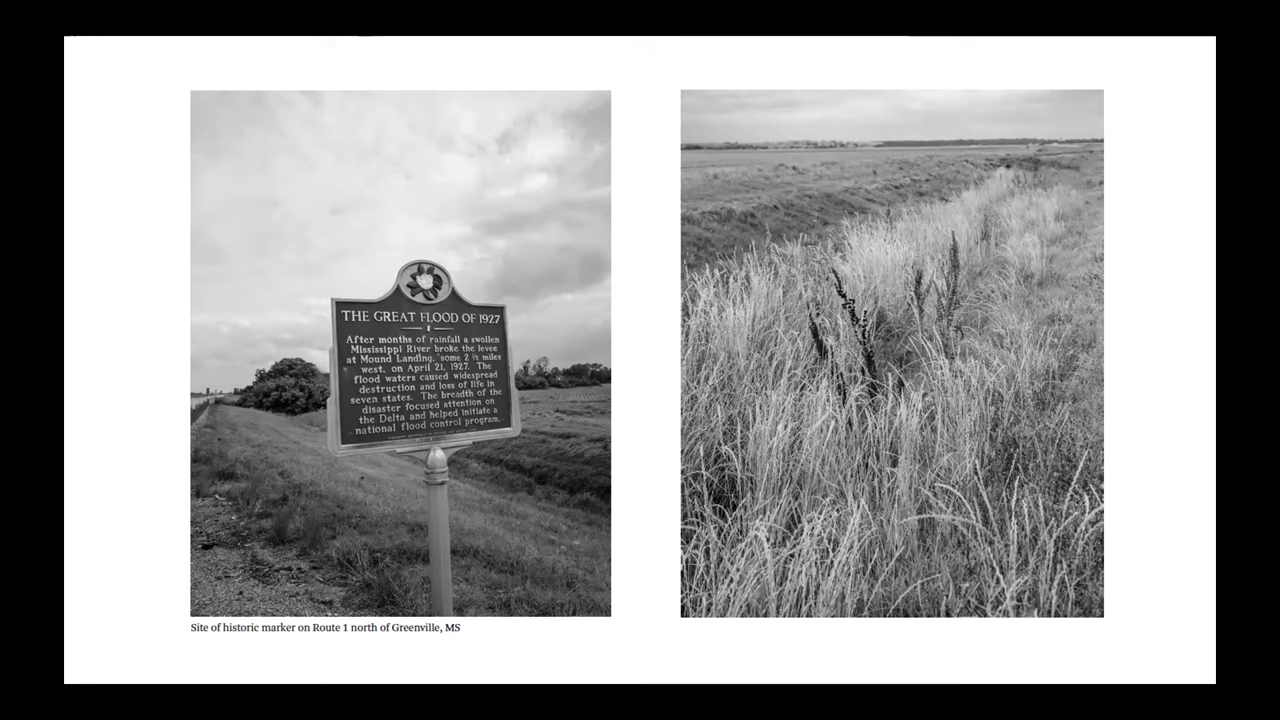 THE GREAT FLOOD OF 1927
After months of rainfall a swollen
Mississippi River broke the levee
at Mound Landing, some 2 ½ miles
west, on April 21, 1927. The
flood waters caused widespread
destruction and loss of life in
seven states. The breadth of the
disaster focused attention on
the Delta and helped initiate a
national flood control program.
Site of historic marker on Route 1 north of Greenville, MS